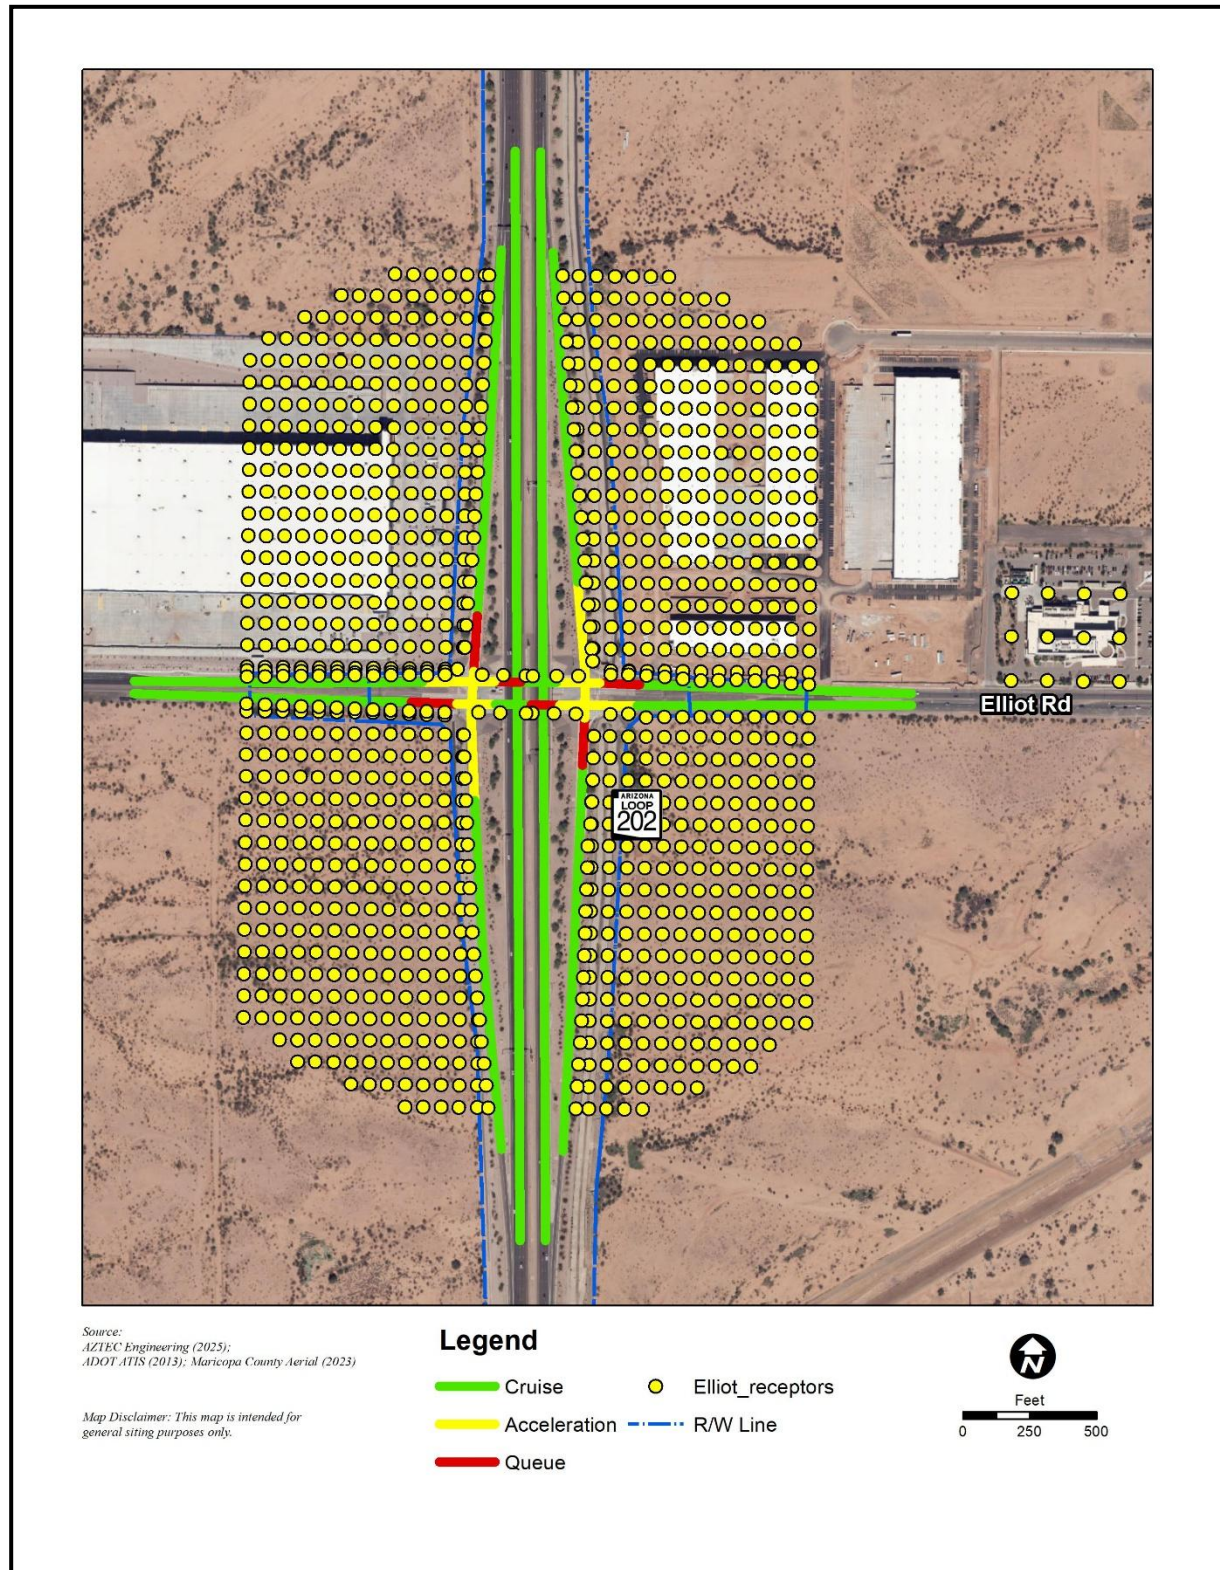 Elliot Rd
ARIZONA
LOOP
202
Source:
AZTEC Engineering (2025);
ADOT ATIS (2013); Maricopa County Aerial (2023)
Map Disclaimer: This map is intended for
general siting purposes only.
Legend
Cruise
Acceleration
Queue
Elliot_receptors
R/W Line
N
Feet
0 250 500